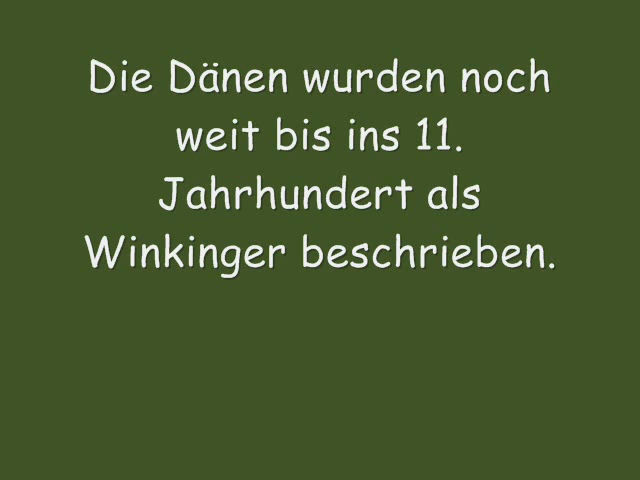 Die Dänen wurden noch
weit bis ins 11.
Jahrhundert als
Winkinger beschrieben.